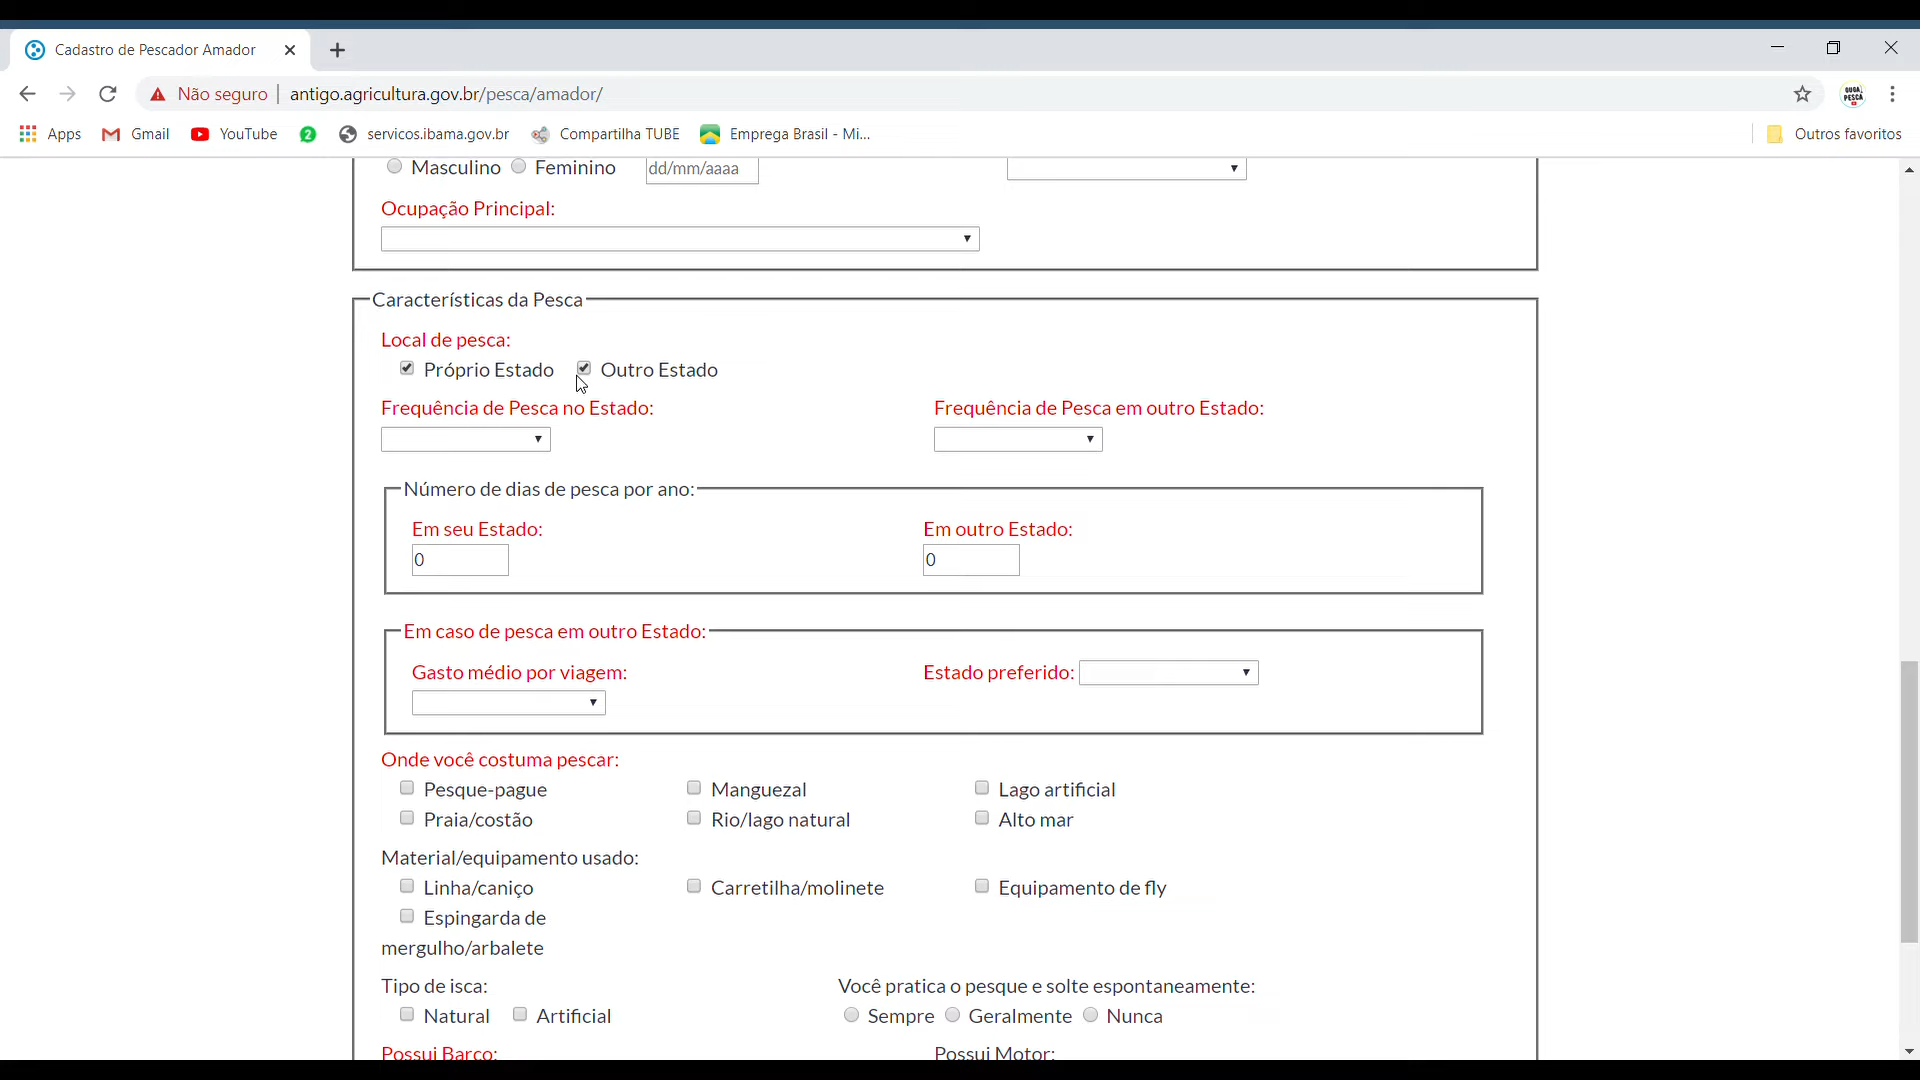 Cadastro de Pescador Amador
Não seguro antigo.agricultura.gov.br/pesca/amador/
OUGA PESCA
Apps Gmail YouTube 2 servicos.ibama.gov.br Compartilha TUBE Emprega Brasil - Mi... Outros favoritos
Masculino Feminino dd/mm/aaaa
Ocupação Principal:
Características da Pesca
Local de pesca:
Próprio Estado Outro Estado
Frequência de Pesca no Estado: Frequência de Pesca em outro Estado:
Número de dias de pesca por ano:
Em seu Estado: Em outro Estado:
0 0
Em caso de pesca em outro Estado:
Gasto médio por viagem: Estado preferido:
Onde você costuma pescar:
Pesque-pague Manguezal Lago artificial
Praia/costão Rio/lago natural Alto mar
Material/equipamento usado:
Linha/caniço Carretilha/molinete Equipamento de fly
Espingarda de
mergulho/arbalete
Tipo de isca: Você pratica o pesque e solte espontaneamente:
Natural Artificial Sempre Geralmente Nunca
Possui Barco: Possui Motor: